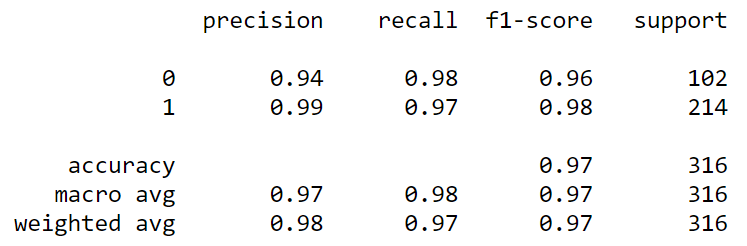 precision recall f1-score support
0 0.94 0.98 0.96 102
1 0.99 0.97 0.98 214
accuracy 0.97 316
macro avg 0.97 0.98 0.97 316
weighted avg 0.98 0.97 0.97 316